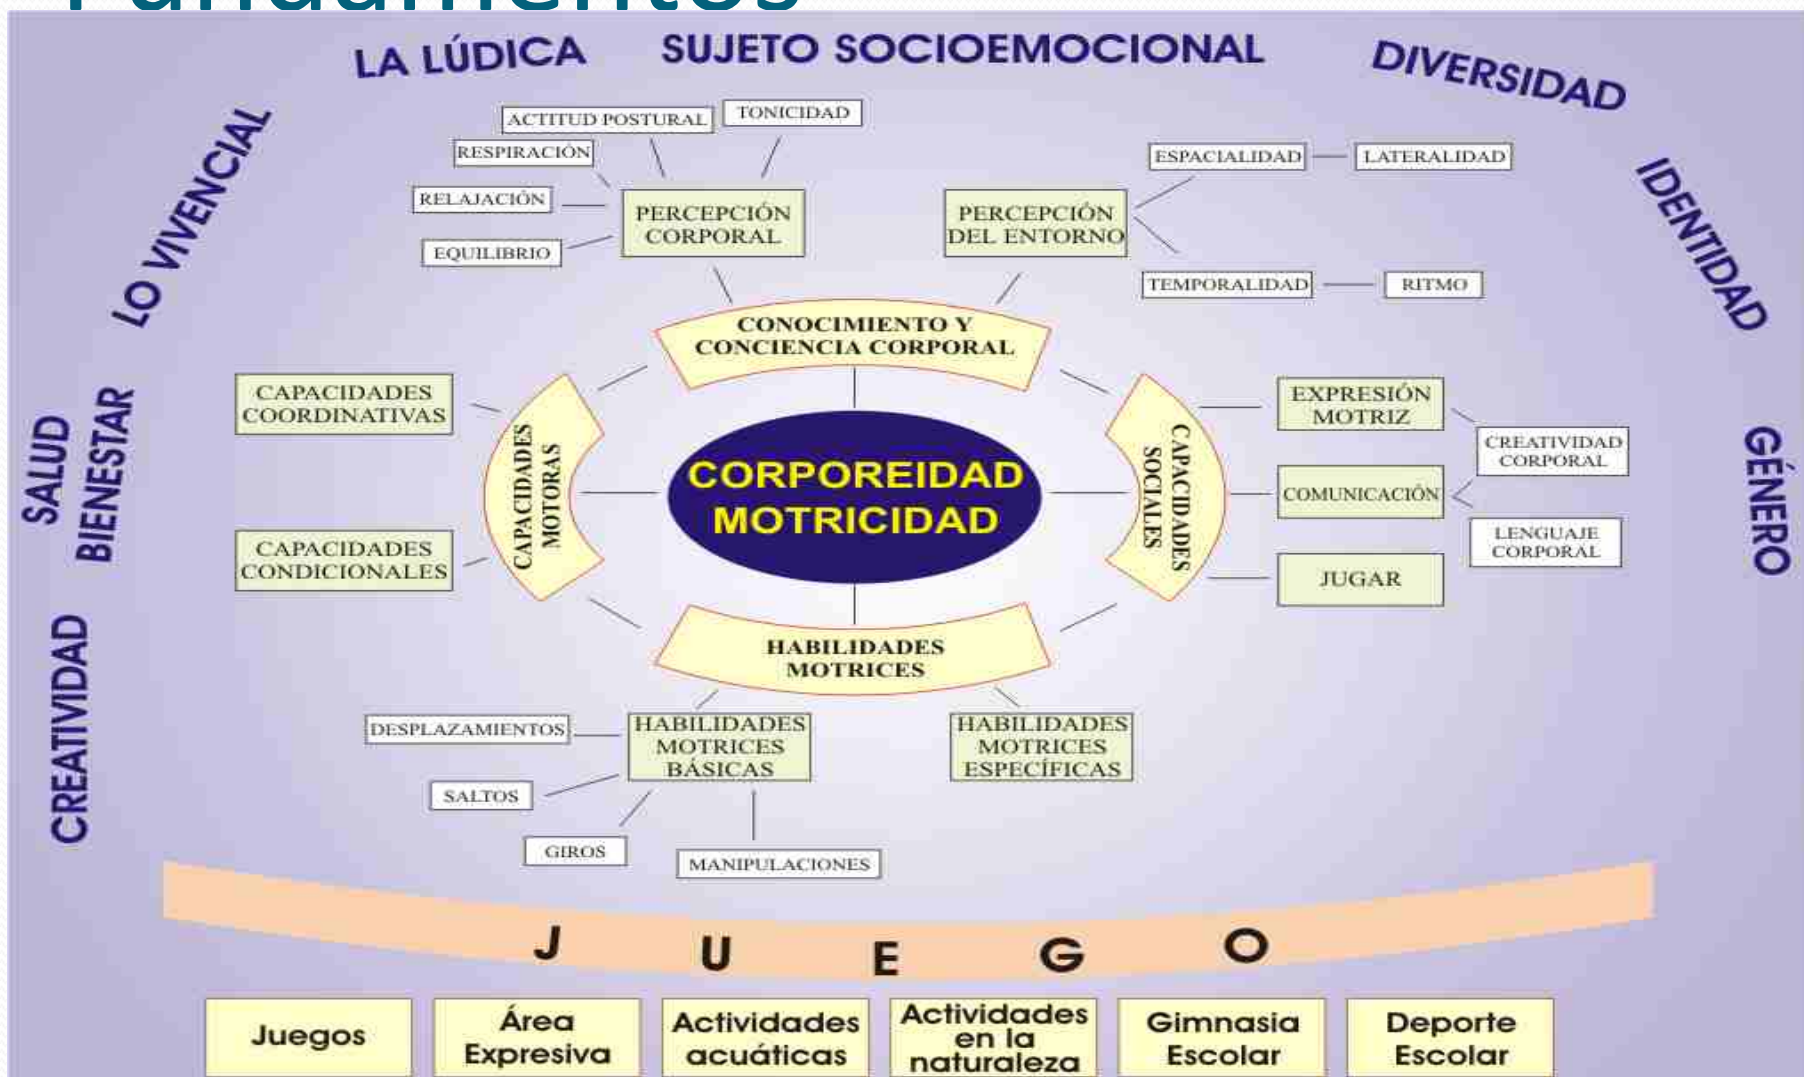 Fundamentos
LA LÚDICA
SUJETO SOCIOEMOCIONAL
DIVERSIDAD
LO VIVENCIAL
IDENTIDAD
SALUD
BIENESTAR
GÉNERO
CREATIVIDAD
ACTITUD POSTURAL
TONICIDAD
RESPIRACIÓN
RELAJACIÓN
EQUILIBRIO
PERCEPCIÓN
CORPORAL
PERCEPCIÓN
DEL ENTORNO
ESPACIALIDAD
LATERALIDAD
TEMPORALIDAD
RITMO
CONOCIMIENTO Y
CONCIENCIA CORPORAL
CAPACIDADES
COORDINATIVAS
CAPACIDADES
CONDICIONALES
CAPACIDADES
MOTORAS
CORPOREIDAD
MOTRICIDAD
CAPACIDADES
SOCIALES
EXPRESIÓN
MOTRIZ
COMUNICACIÓN
JUGAR
CREATIVIDAD
CORPORAL
LENGUAJE
CORPORAL
HABILIDADES
MOTRICES
HABILIDADES
MOTRICES
BÁSICAS
HABILIDADES
MOTRICES
ESPECÍFICAS
DESPLAZAMIENTOS
SALTOS
GIROS
MANIPULACIONES
J U E G O
Juegos
Área
Expresiva
Actividades
acuáticas
Actividades
en la
naturaleza
Gimnasia
Escolar
Deporte
Escolar